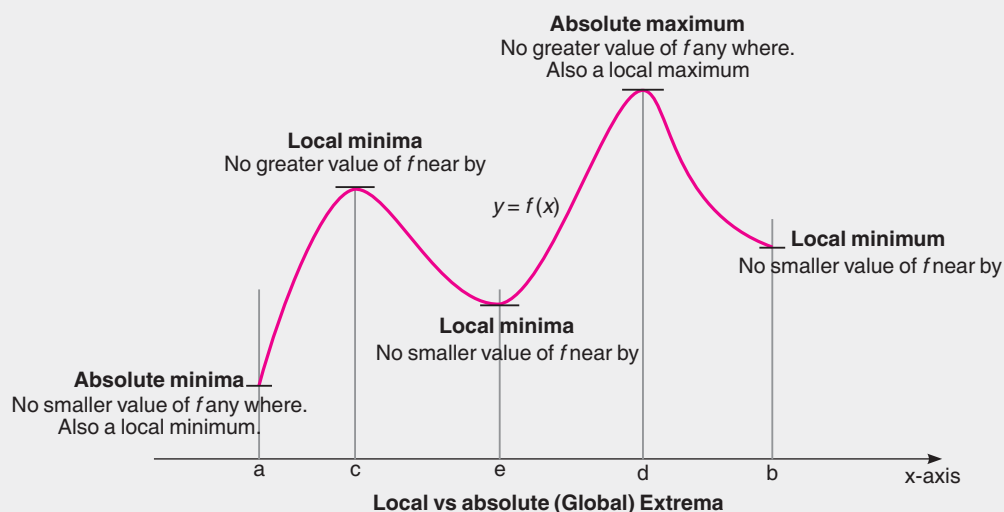 Absolute maximum
No greater value of f any where.
Also a local maximum
Local minima
No greater value of f near by
y = f (x)
Local minimum
No smaller value of f near by
Local minima
No smaller value of f near by
Absolute minima
No smaller value of f any where.
Also a local minimum.
a c e d b
x-axis
Local vs absolute (Global) Extrema